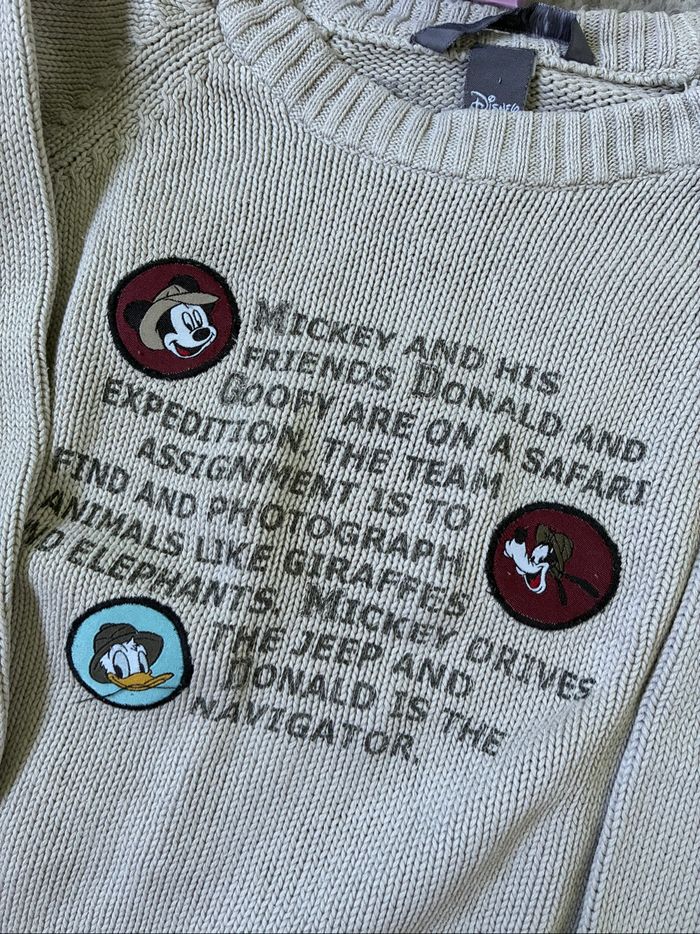 Disney
Mickey and his
friends Donald and
Goofy are on a safari
expedition. The team
assignment is to
find and photograph
animals like giraffes
and elephants. Mickey drives
the jeep and
Donald is the
navigator.